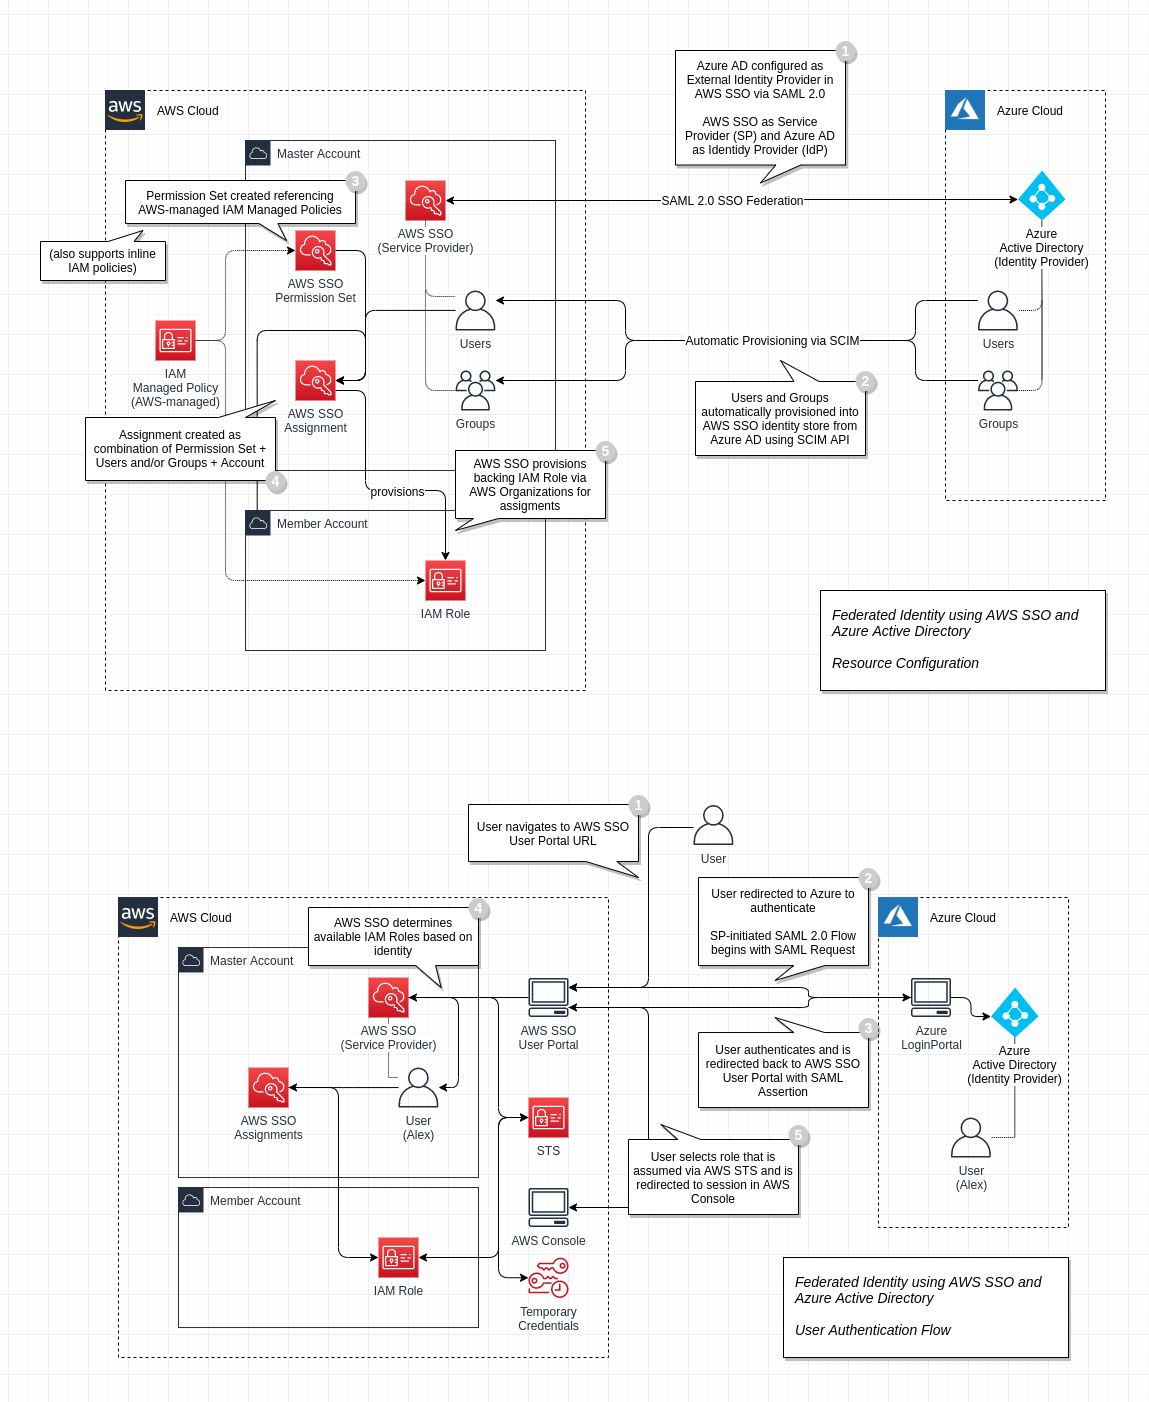 1
Azure AD configured as
External Identity Provider in
AWS SSO via SAML 2.0
AWS SSO as Service
Provider (SP) and Azure AD
as Identidy Provider (IdP)
aws
AWS Cloud
Azure Cloud
Master Account
3
Permission Set created referencing
AWS-managed IAM Managed Policies
(also supports inline
IAM policies)
AWS SSO
(Service Provider)
SAML 2.0 SSO Federation
Azure
Active Directory
(Identity Provider)
AWS SSO
Permission Set
Users
Automatic Provisioning via SCIM
Users
IAM
Managed Policy
(AWS-managed)
AWS SSO
Assignment
Groups
2
Users and Groups
automatically provisioned into
AWS SSO identity store from
Azure AD using SCIM API
Groups
Assignment created as
combination of Permission Set +
Users and/or Groups + Account
4
5
AWS SSO provisions
backing IAM Role via
AWS Organizations for
assigments
provisions
Member Account
IAM Role
Federated Identity using AWS SSO and
Azure Active Directory
Resource Configuration
1
User navigates to AWS SSO
User Portal URL
User
2
User redirected to Azure to
authenticate
SP-initiated SAML 2.0 Flow
begins with SAML Request
aws
AWS Cloud
4
AWS SSO determines
available IAM Roles based on
identity
Azure Cloud
Master Account
AWS SSO
(Service Provider)
AWS SSO
User Portal
Azure
LoginPortal
3
User authenticates and is
redirected back to AWS SSO
User Portal with SAML
Assertion
Azure
Active Directory
(Identity Provider)
AWS SSO
Assignments
User
(Alex)
STS
5
User selects role that is
assumed via AWS STS and is
redirected to session in AWS
Console
User
(Alex)
Member Account
AWS Console
IAM Role
Temporary
Credentials
Federated Identity using AWS SSO and
Azure Active Directory
User Authentication Flow